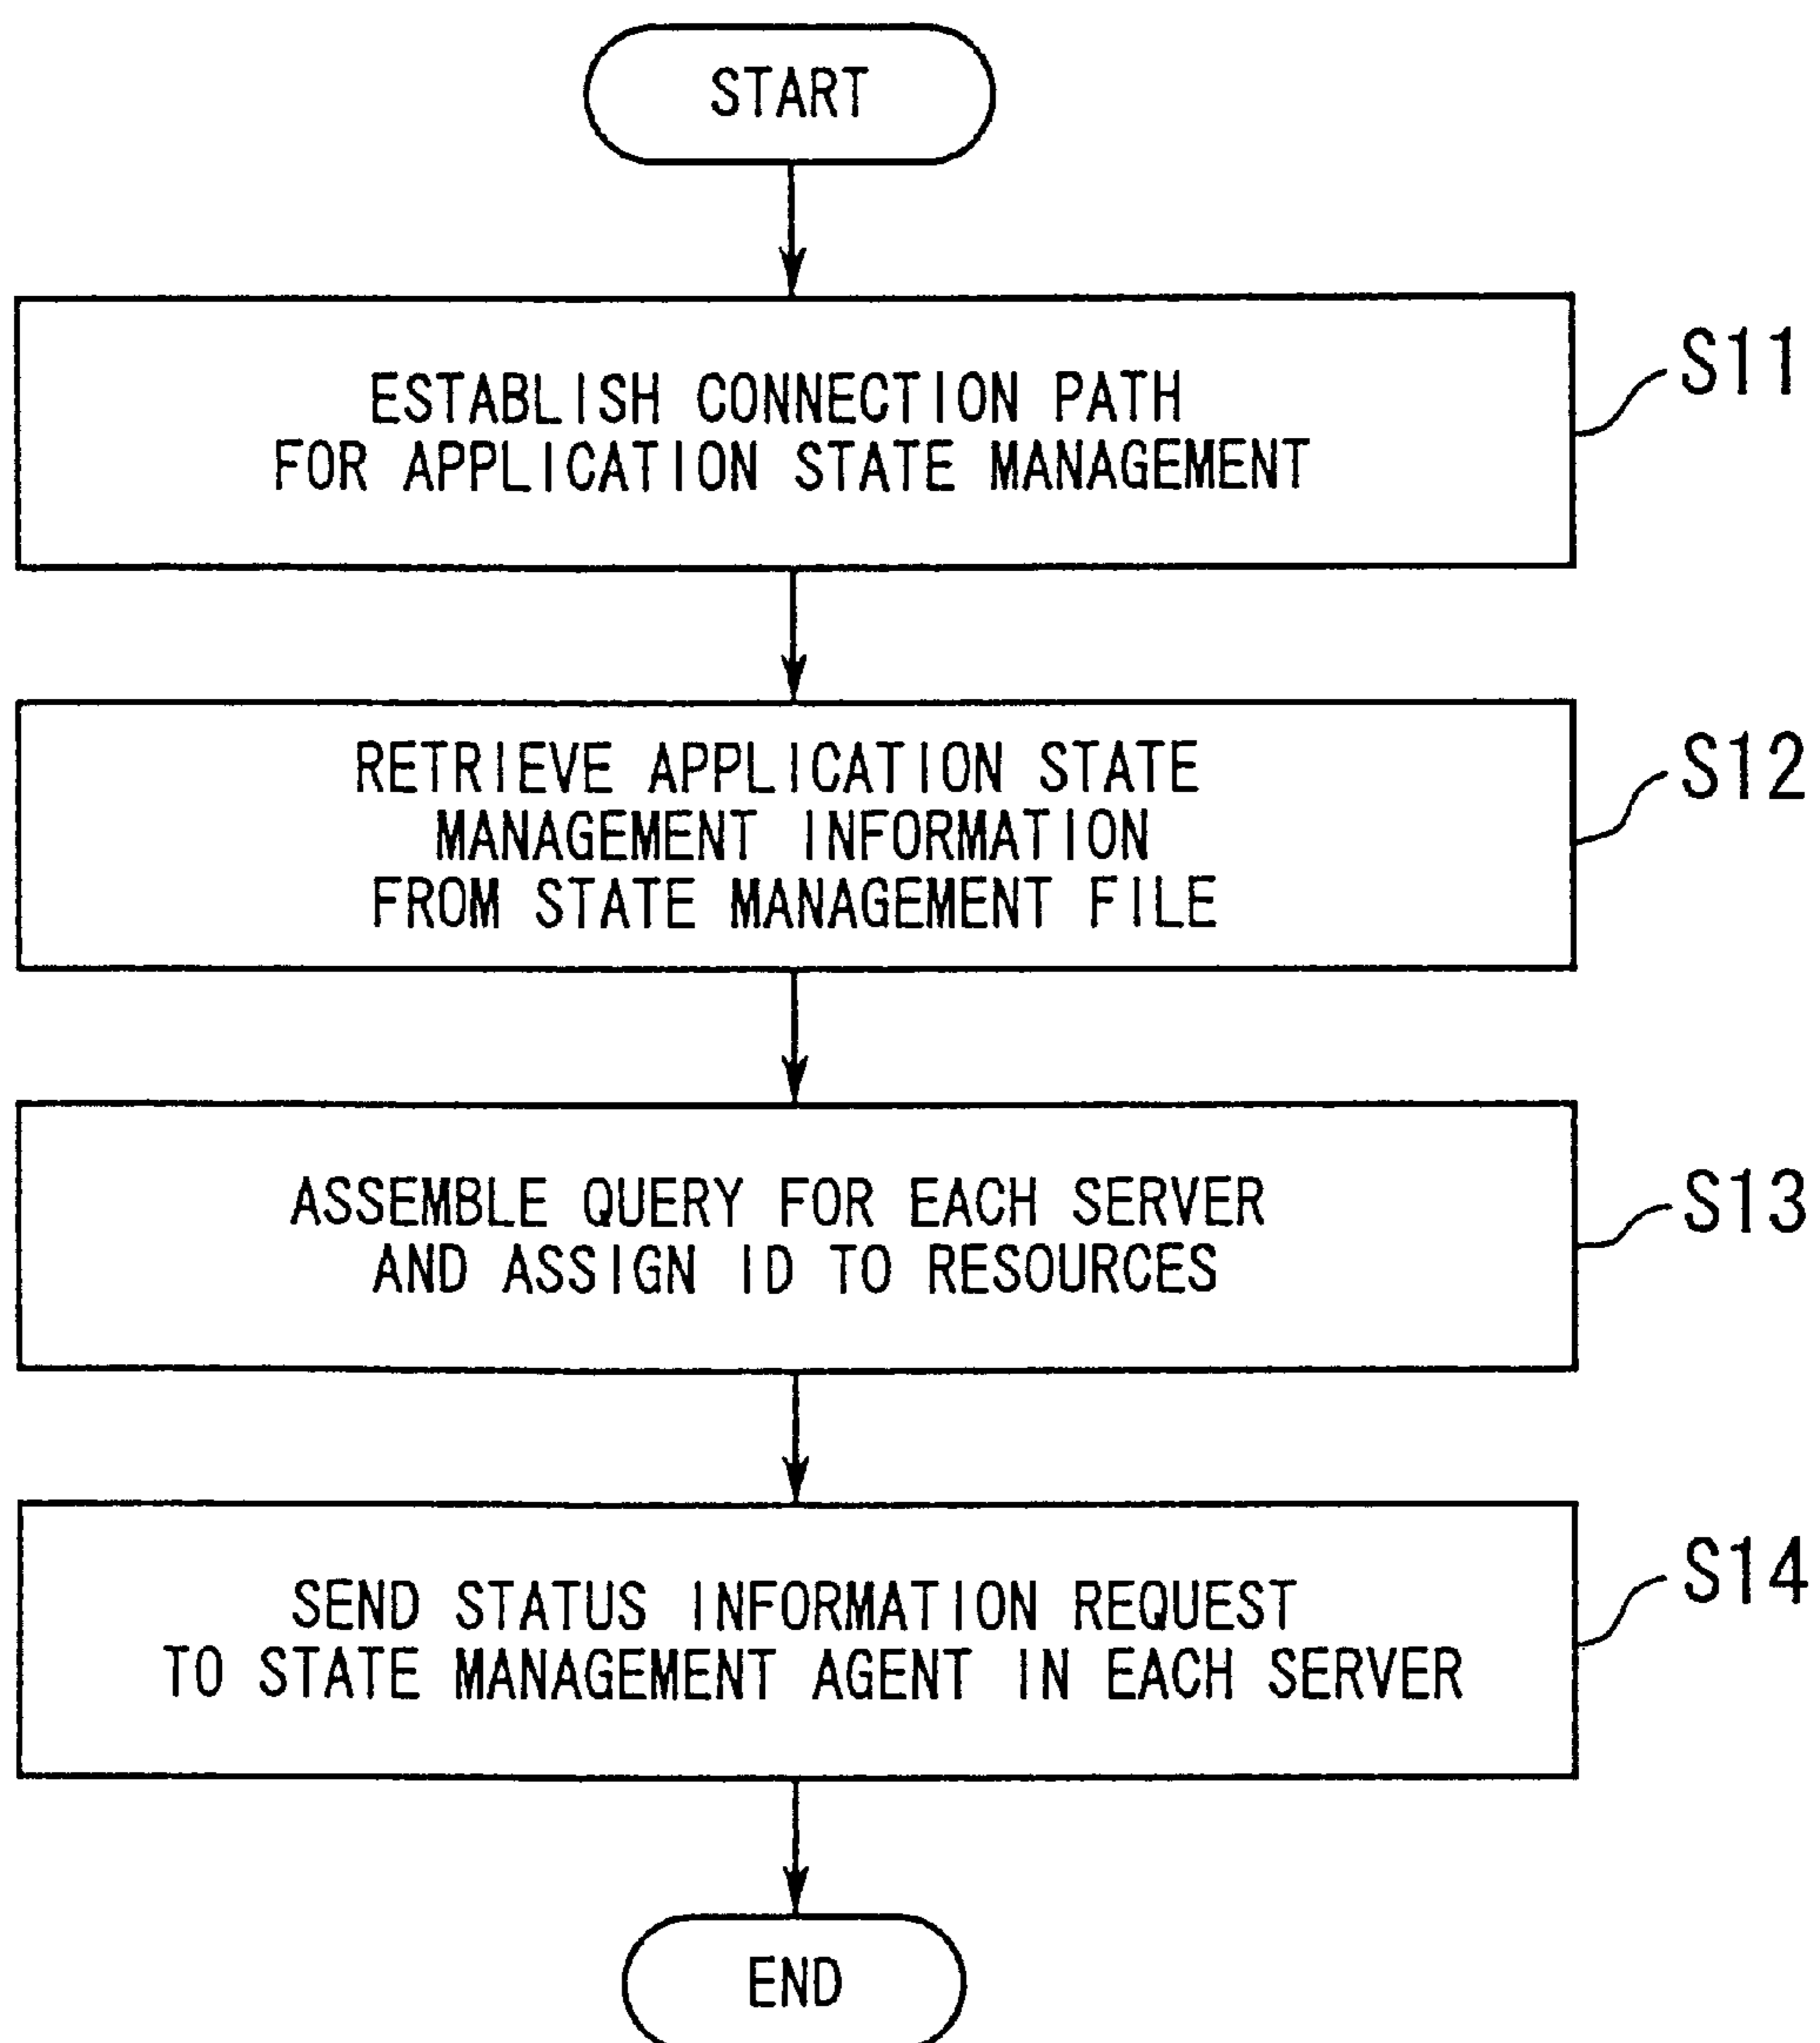 START
ESTABLISH CONNECTION PATH
FOR APPLICATION STATE MANAGEMENT
S11
RETRIEVE APPLICATION STATE
MANAGEMENT INFORMATION
FROM STATE MANAGEMENT FILE
S12
ASSEMBLE QUERY FOR EACH SERVER
AND ASSIGN ID TO RESOURCES
S13
SEND STATUS INFORMATION REQUEST
TO STATE MANAGEMENT AGENT IN EACH SERVER
S14
END